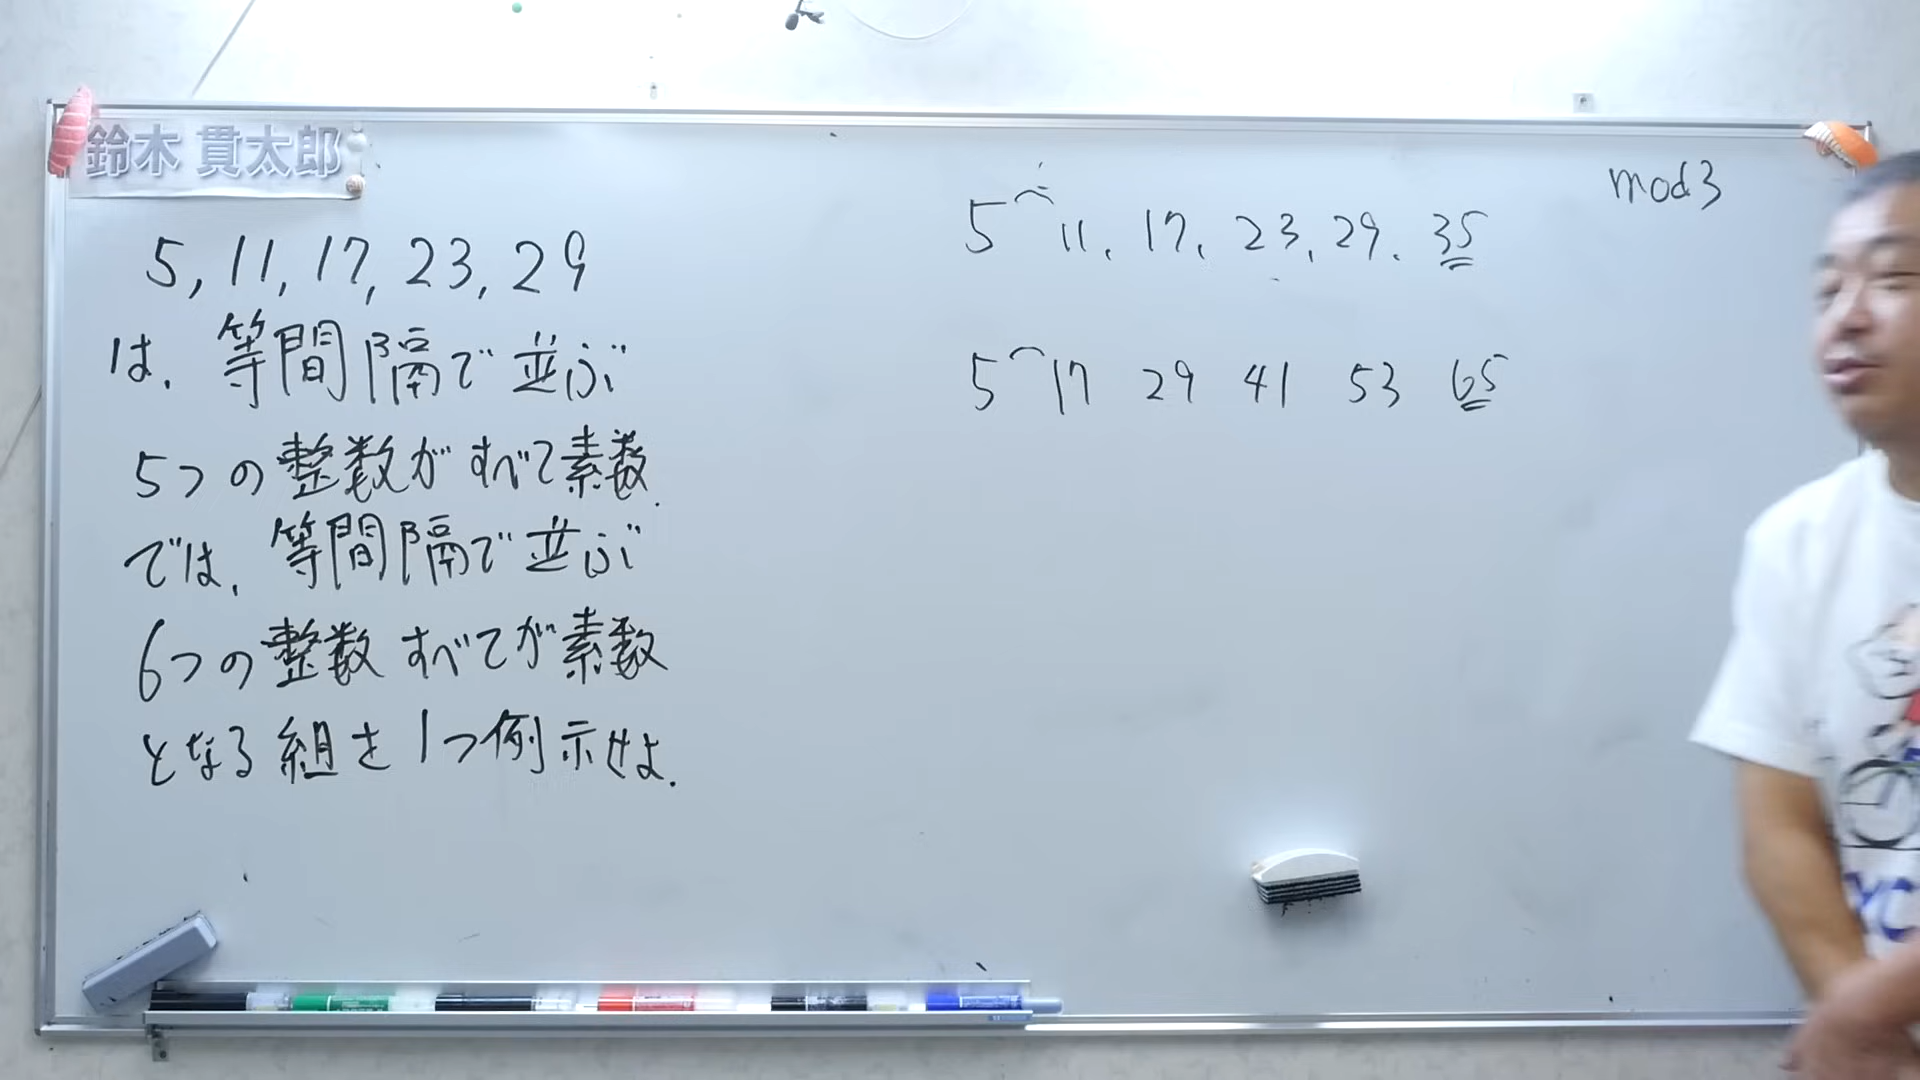 鈴木 貫太郎
5, 11, 17, 23, 29
は、等間隔で並ぶ
5つの整数がすべて素数.
では、等間隔で並ぶ
6つの整数すべてが素数
となる組を1つ例示せよ.
mod3
5 11, 17, 23, 29, 35
5 17 29 41 53 65